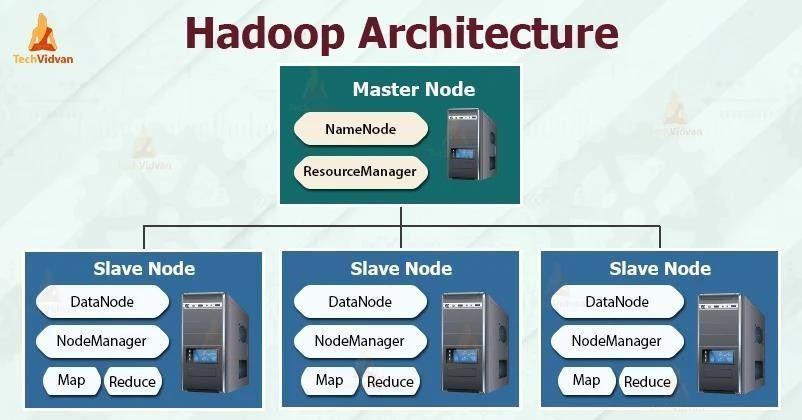 TechVidvan
Hadoop Architecture
Master Node
NameNode
ResourceManager
Slave Node
DataNode
NodeManager
Map Reduce
Slave Node
DataNode
NodeManager
Map Reduce
Slave Node
DataNode
NodeManager
Map Reduce